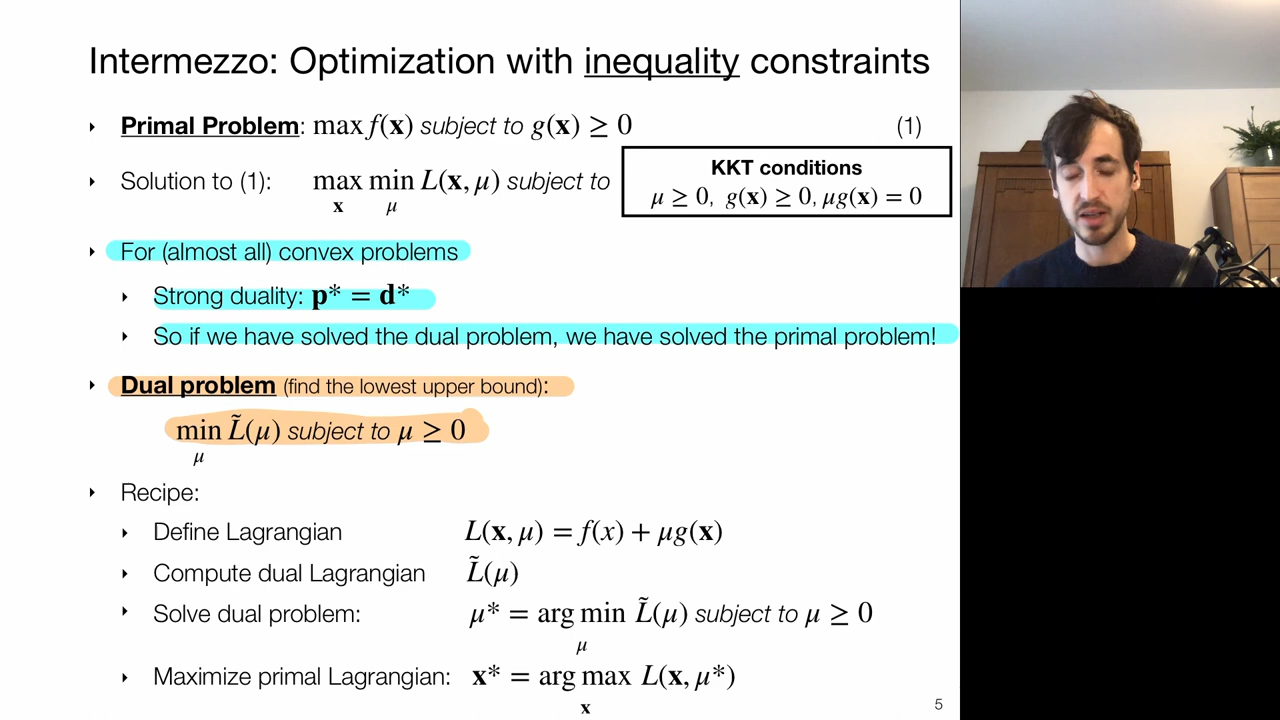 Intermezzo: Optimization with inequality constraints
‣ Primal Problem: max f(x) subject to g(x) ≥ 0 (1)
‣ Solution to (1): max min L(x, μ) subject to
x μ
KKT conditions
μ ≥ 0, g(x) ≥ 0, μg(x) = 0
‣ For (almost all) convex problems
‣ Strong duality: p* = d*
‣ So if we have solved the dual problem, we have solved the primal problem!
‣ Dual problem (find the lowest upper bound):
min L̃(μ) subject to μ ≥ 0
μ
‣ Recipe:
‣ Define Lagrangian L(x, μ) = f(x) + μg(x)
‣ Compute dual Lagrangian L̃(μ)
‣ Solve dual problem: μ* = arg min L̃(μ) subject to μ ≥ 0
μ
‣ Maximize primal Lagrangian: x* = arg max L(x, μ*)
x
5